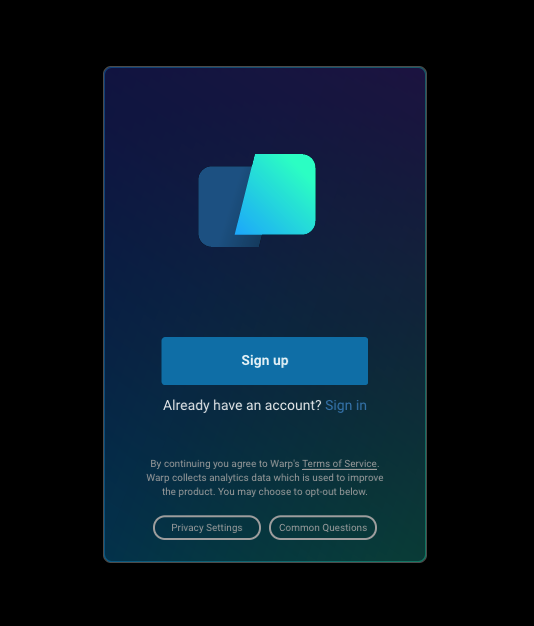 Sign up
Already have an account? Sign in
By continuing you agree to Warp's Terms of Service.
Warp collects analytics data which is used to improve
the product. You may choose to opt-out below.
Privacy Settings
Common Questions